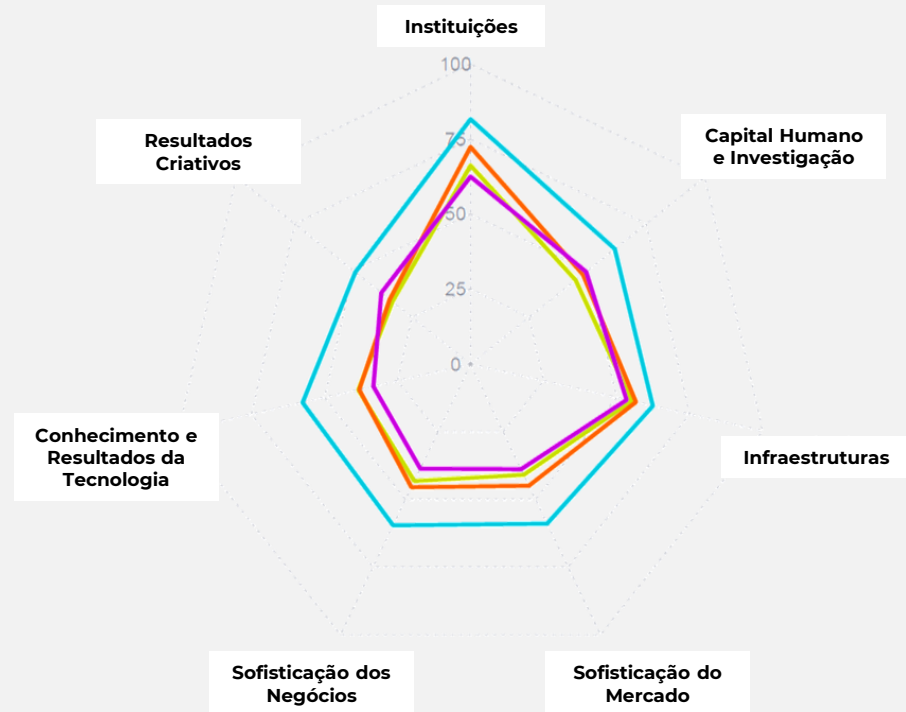 Instituições
100
Resultados
Criativos
Capital Humano
e Investigação
75
50
25
0
Conhecimento e
Resultados da
Tecnologia
Infraestruturas
Sofisticação dos
Negócios
Sofisticação do
Mercado